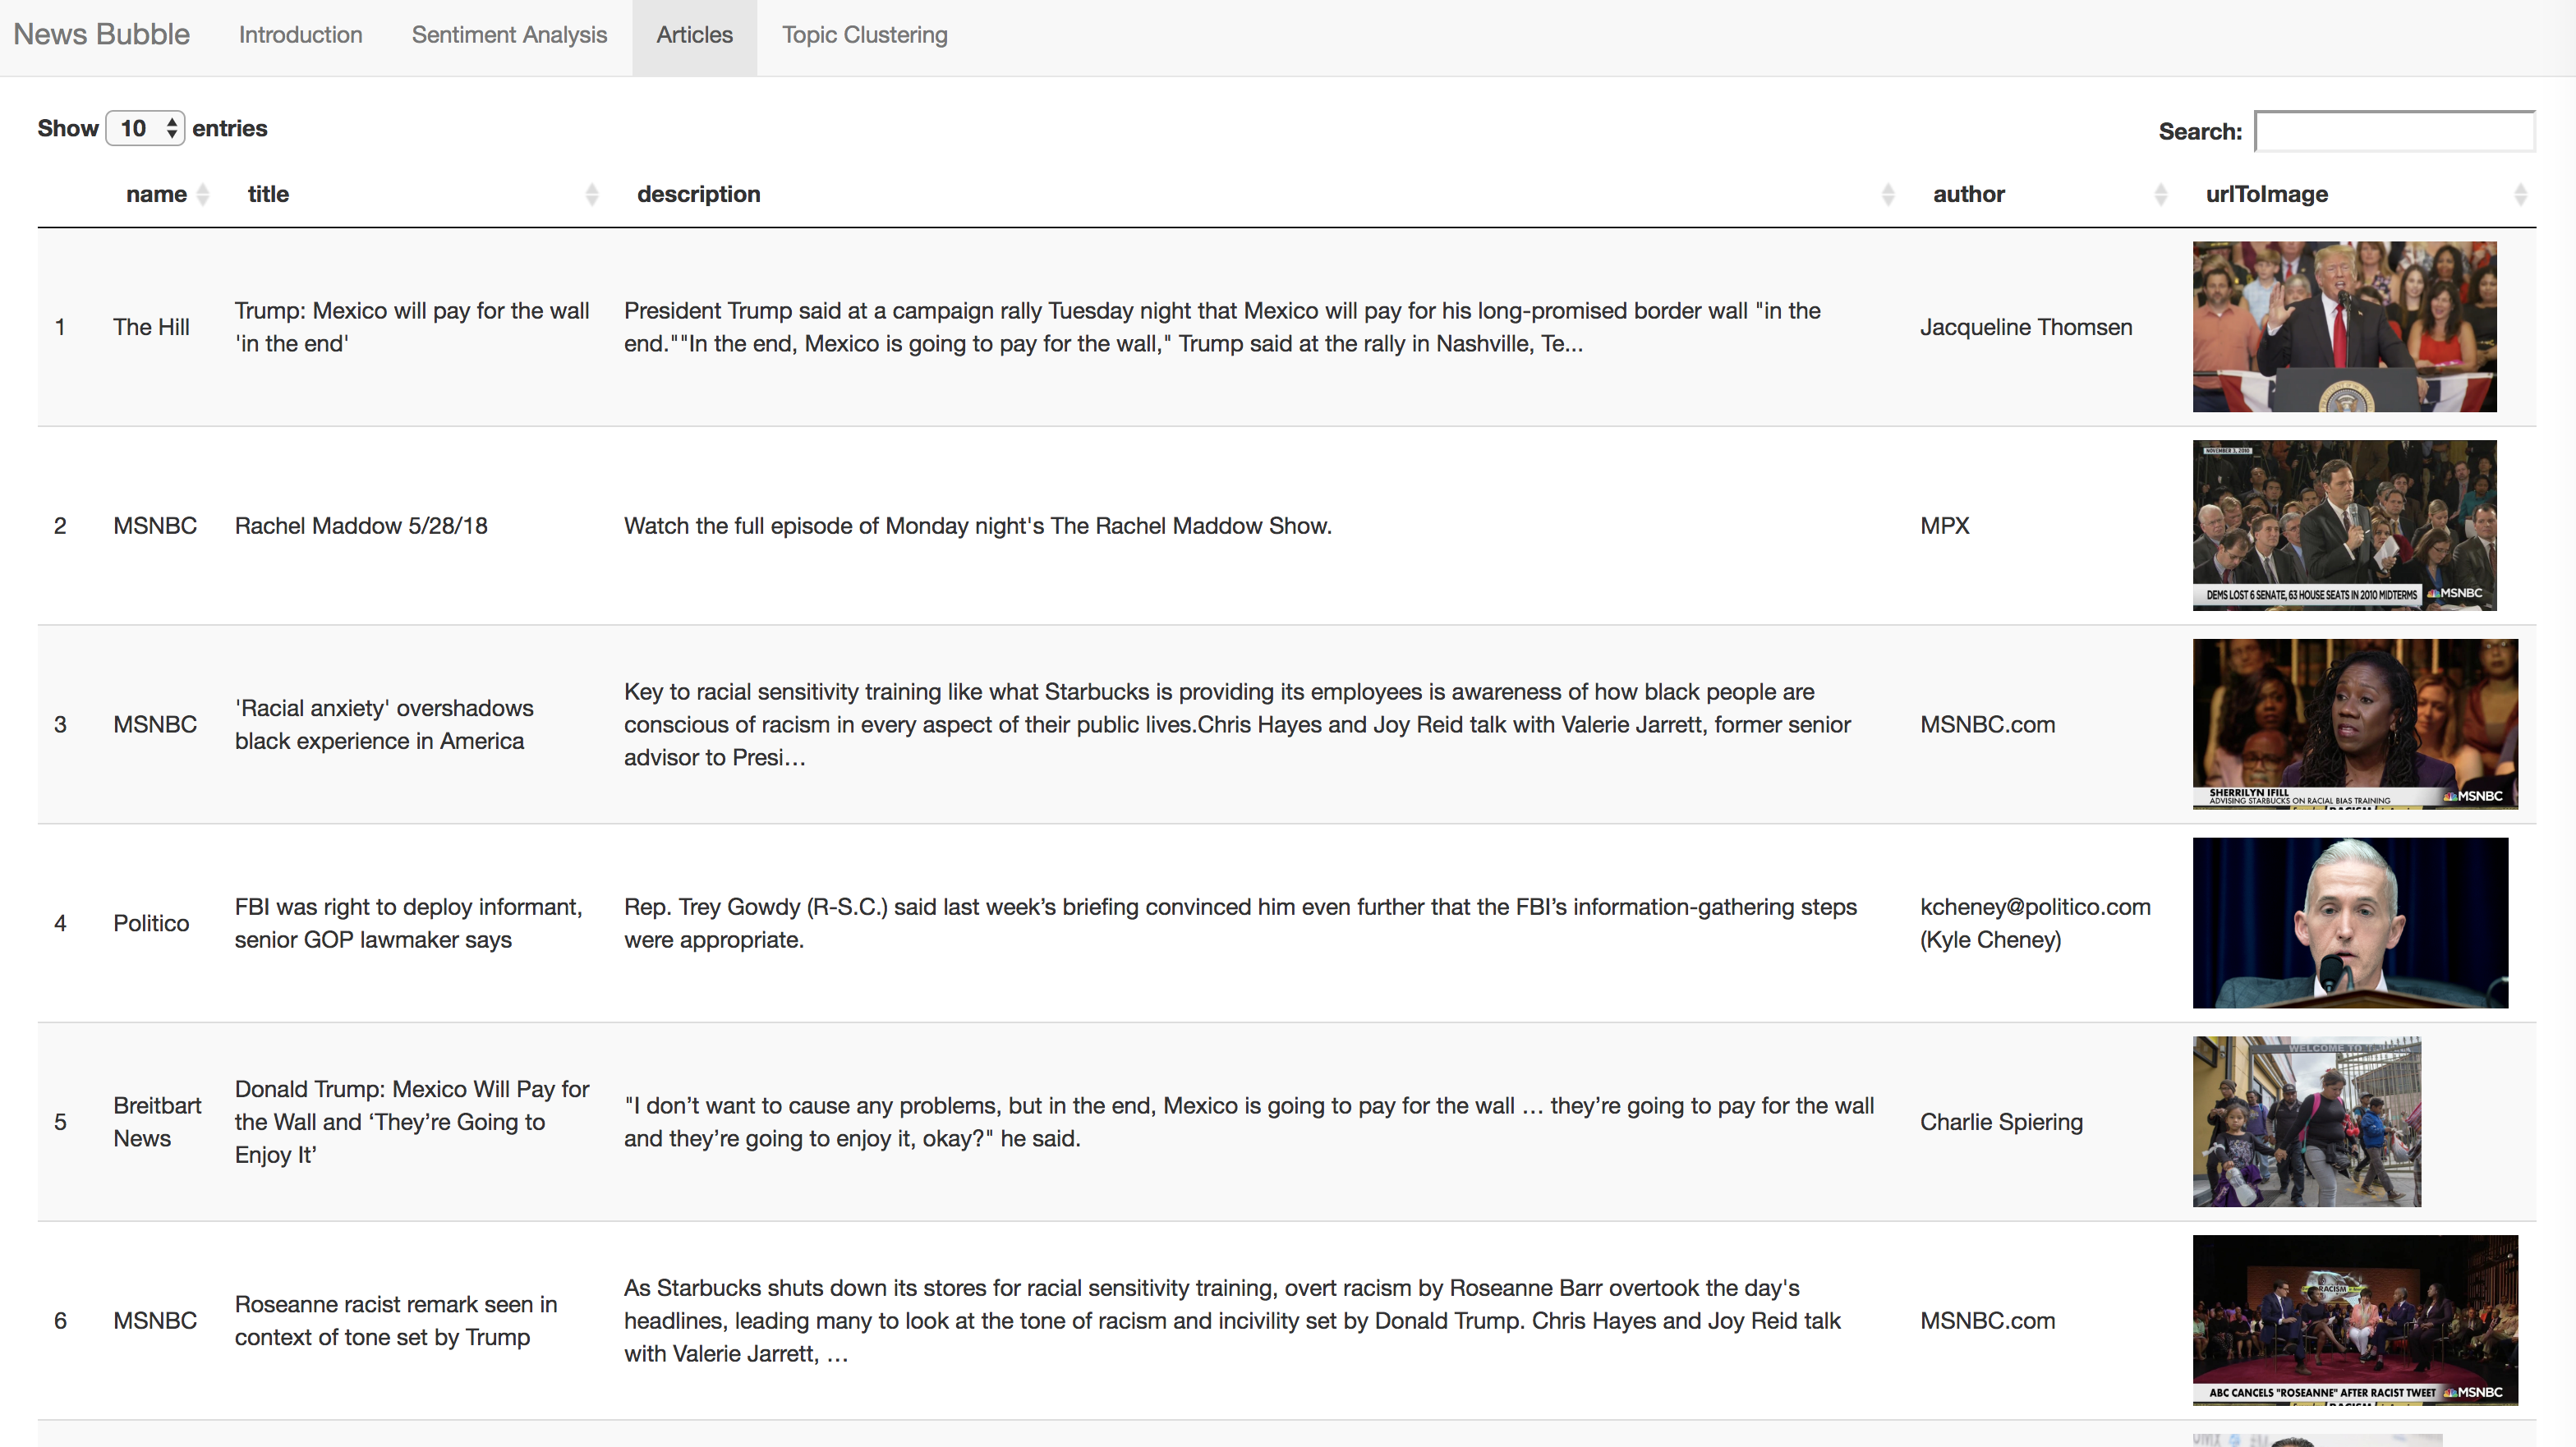 News Bubble Introduction Sentiment Analysis Articles Topic Clustering
Show 10 entries
Search:
name title description author urlToImage
1 The Hill
Trump: Mexico will pay for the wall
'in the end'
President Trump said at a campaign rally Tuesday night that Mexico will pay for his long-promised border wall "in the
end.""In the end, Mexico is going to pay for the wall," Trump said at the rally in Nashville, Te...
Jacqueline Thomsen
2 MSNBC
Rachel Maddow 5/28/18
Watch the full episode of Monday night's The Rachel Maddow Show.
MPX
NOVEMBER 3, 2010
DEMS LOST 6 SENATE, 63 HOUSE SEATS IN 2010 MIDTERMS
MSNBC
3 MSNBC
'Racial anxiety' overshadows
black experience in America
Key to racial sensitivity training like what Starbucks is providing its employees is awareness of how black people are
conscious of racism in every aspect of their public lives.Chris Hayes and Joy Reid talk with Valerie Jarrett, former senior
advisor to Presi…
MSNBC.com
SHERRILYN IFILL
ADVISING STARBUCKS ON RACIAL BIAS TRAINING
MSNBC
4 Politico
FBI was right to deploy informant,
senior GOP lawmaker says
Rep. Trey Gowdy (R-S.C.) said last week’s briefing convinced him even further that the FBI’s information-gathering steps
were appropriate.
kcheney@politico.com
(Kyle Cheney)
5 Breitbart
News
Donald Trump: Mexico Will Pay for
the Wall and ‘They’re Going to
Enjoy It’
"I don’t want to cause any problems, but in the end, Mexico is going to pay for the wall … they’re going to pay for the wall
and they’re going to enjoy it, okay?" he said.
Charlie Spiering
WELCOME TO
6 MSNBC
Roseanne racist remark seen in
context of tone set by Trump
As Starbucks shuts down its stores for racial sensitivity training, overt racism by Roseanne Barr overtook the day's
headlines, leading many to look at the tone of racism and incivility set by Donald Trump. Chris Hayes and Joy Reid talk
with Valerie Jarrett, …
MSNBC.com
RACISM
ABC CANCELS "ROSEANNE" AFTER RACIST TWEET
MSNBC